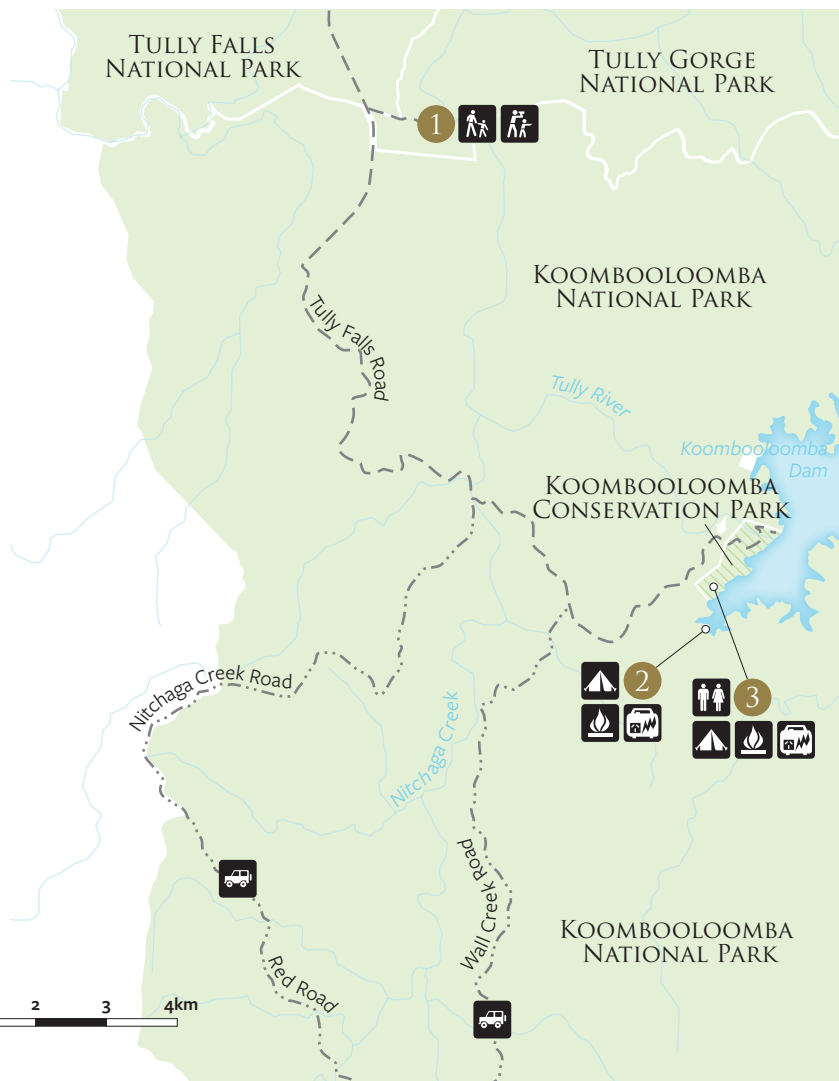 TULLY FALLS
NATIONAL PARK
TULLY GORGE
NATIONAL PARK
1
KOOMBOOLOOMBA
NATIONAL PARK
Tully Falls Road
Tully River
Koombooloomba
Dam
KOOMBOOLOOMBA
CONSERVATION PARK
Nitchaga Creek Road
2
3
Nitchaga Creek
Wall Creek Road
KOOMBOOLOOMBA
NATIONAL PARK
Red Road
2 3 4km